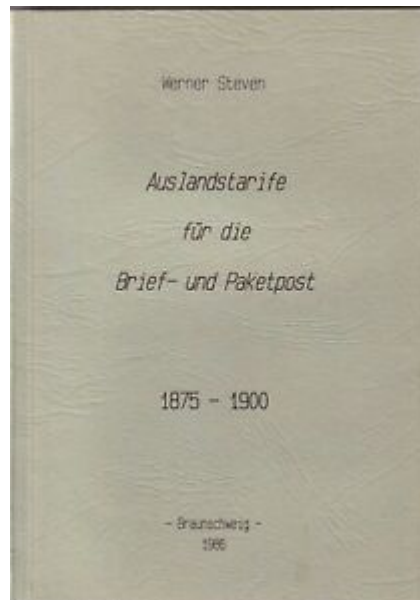 Werner Steven
Auslandstarife
für die
Brief- und Paketpost
1875 - 1900
- Braunschweig -
1986